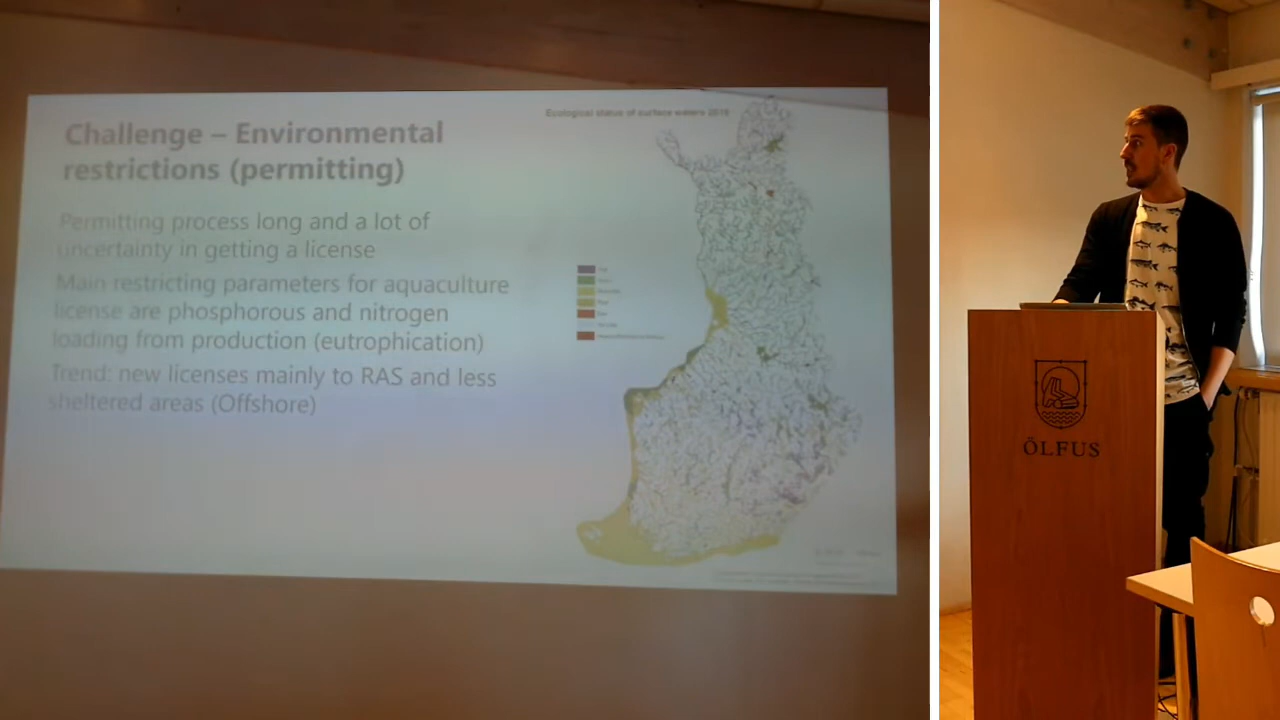 Challenge – Environmental
restrictions (permitting)
Permitting process long and a lot of
uncertainty in getting a license
Main restricting parameters for aquaculture
license are phosphorous and nitrogen
loading from production (eutrophication)
Trend: new licenses mainly to RAS and less
sheltered areas (Offshore)
Ecological status of surface waters
ÖLFUS